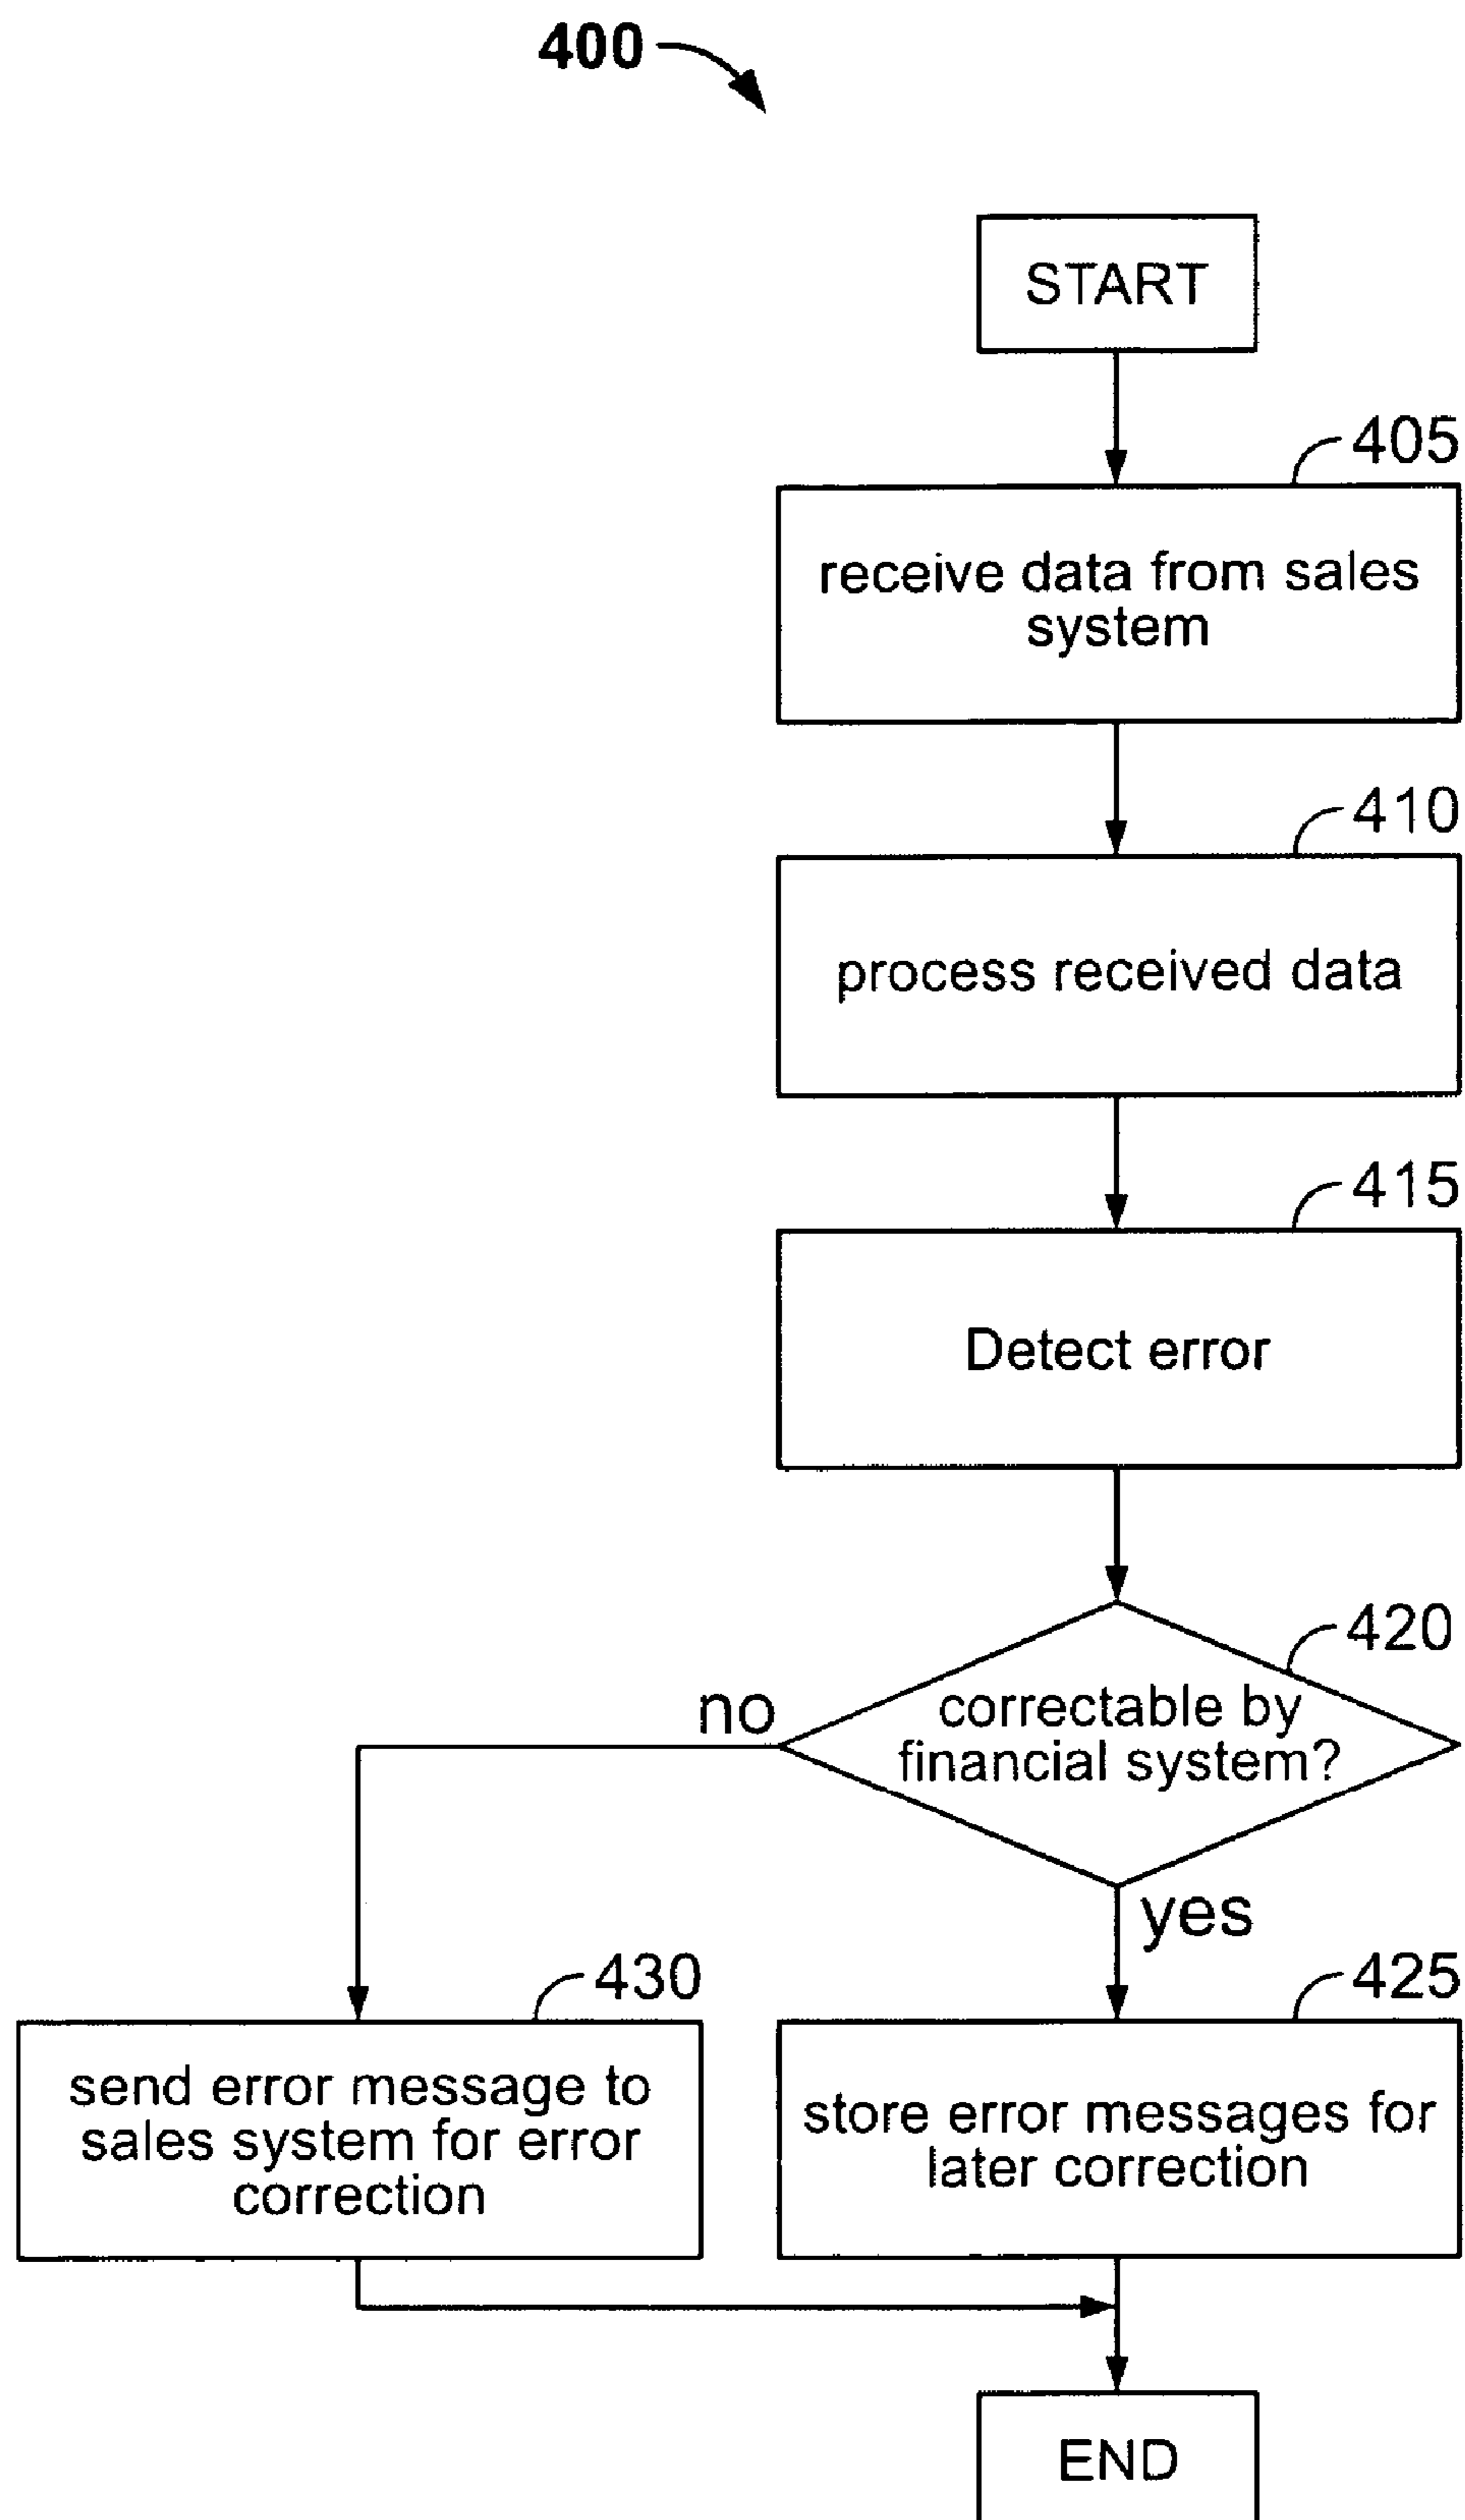 400
START
405
receive data from sales
system
410
process received data
415
Detect error
420
correctable by
financial system?
no
yes
430
send error message to
sales system for error
correction
425
store error messages for
later correction
END